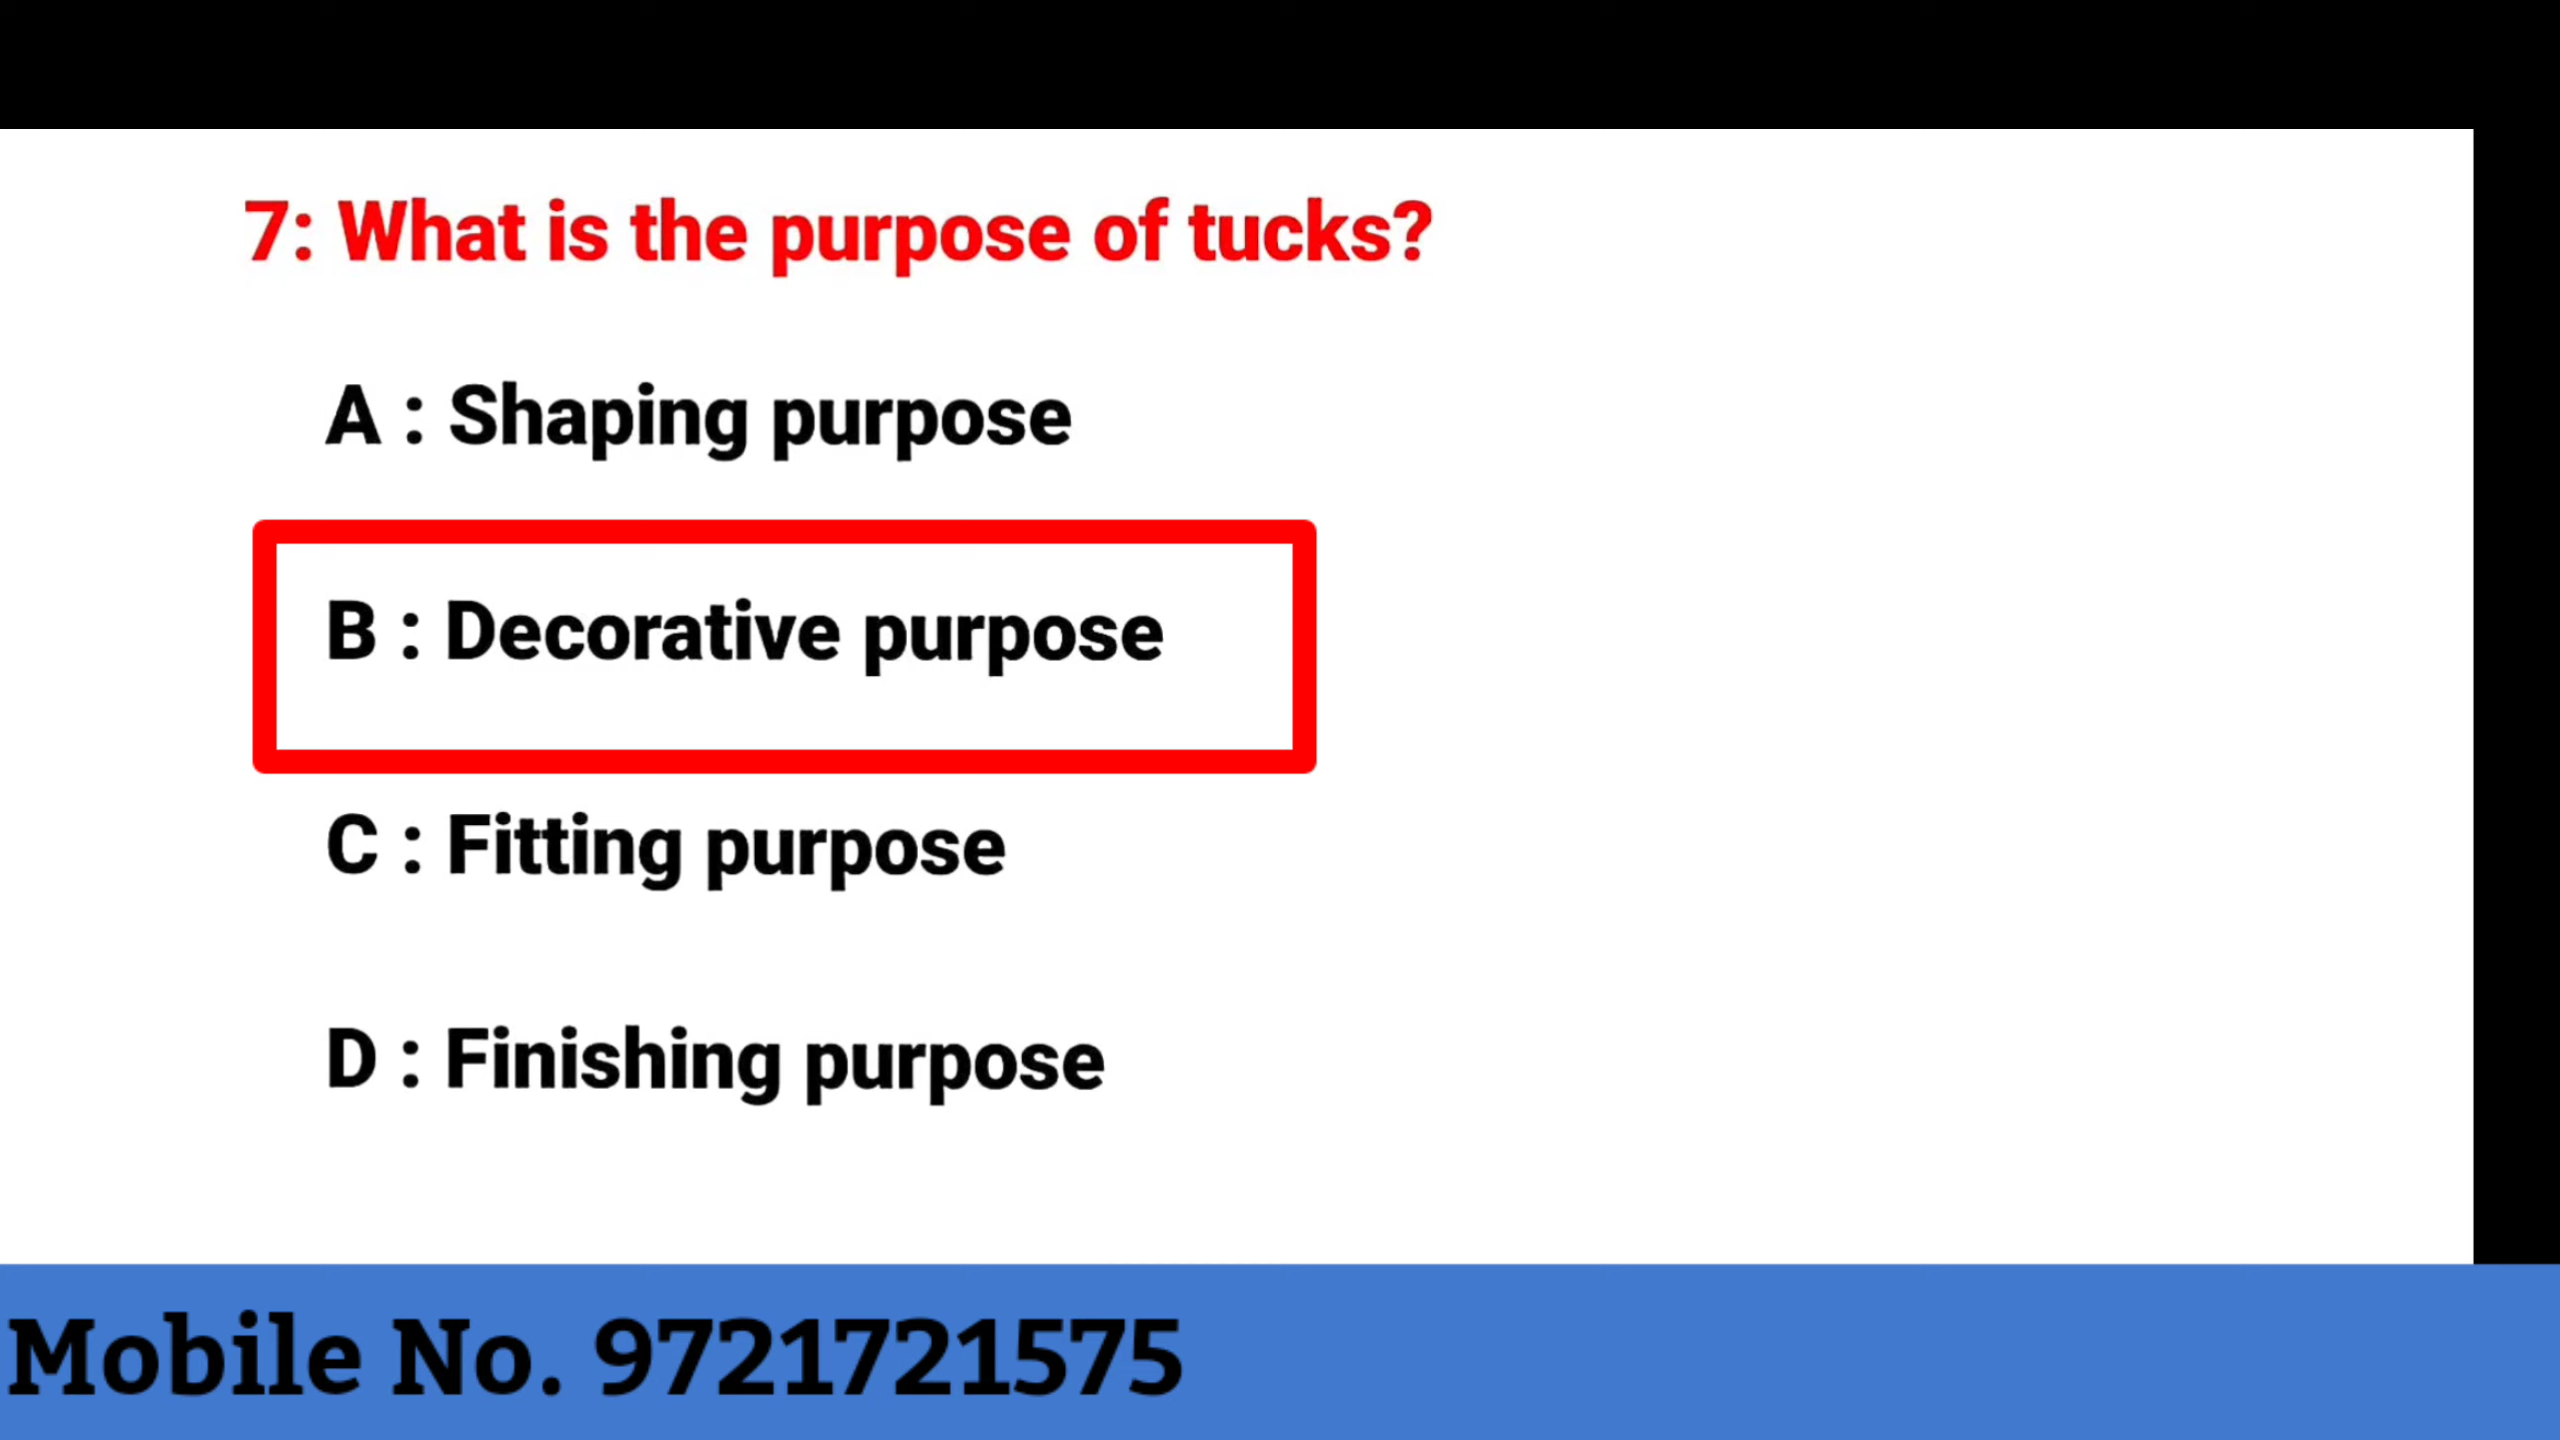 7: What is the purpose of tucks?
A : Shaping purpose
B : Decorative purpose
C : Fitting purpose
D : Finishing purpose
Mobile No. 9721721575